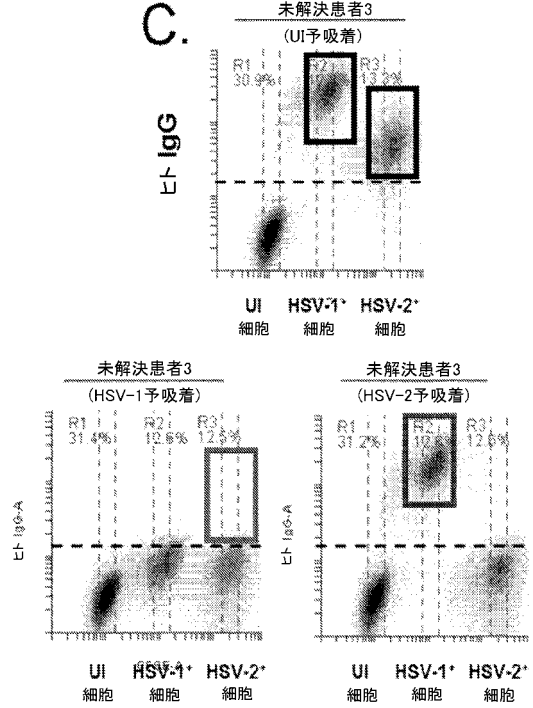 C.
未解決患者3
(UI予吸着)
R1 R2 R3
30.9% 13.3%
ヒト IgG
UI HSV-1⁺ HSV-2⁺
細胞 細胞 細胞
未解決患者3
(HSV-1予吸着)
R1 R2 R3
31.4% 12.6% 12.5%
ヒト IgG-A
UI HSV-1⁺ HSV-2⁺
細胞 細胞 細胞
未解決患者3
(HSV-2予吸着)
R1 R2 R3
31.2% 12.6%
ヒト IgG-A
UI HSV-1⁺ HSV-2⁺
細胞 細胞 細胞